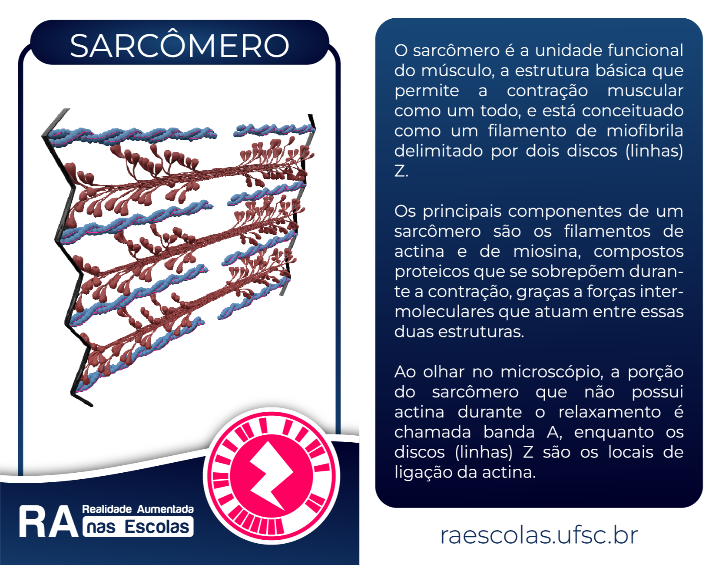 SARCÔMERO
RA
Realidade Aumentada
nas Escolas
O sarcômero é a unidade funcional
do músculo, a estrutura básica que
permite a contração muscular
como um todo, e está conceituado
como um filamento de miofibrila
delimitado por dois discos (linhas)
Z.
Os principais componentes de um
sarcômero são os filamentos de
actina e de miosina, compostos
proteicos que se sobrepõem duran-
te a contração, graças a forças inter-
moleculares que atuam entre essas
duas estruturas.
Ao olhar no microscópio, a porção
do sarcômero que não possui
actina durante o relaxamento é
chamada banda A, enquanto os
discos (linhas) Z são os locais de
ligação da actina.
raescolas.ufsc.br